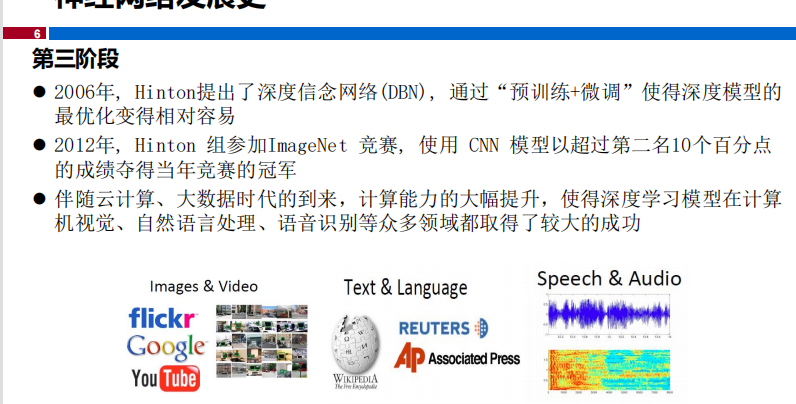 神经网络发展史
6
第三阶段
● 2006年, Hinton提出了深度信念网络(DBN), 通过“预训练+微调”使得深度模型的
最优化变得相对容易
● 2012年, Hinton 组参加ImageNet 竞赛, 使用 CNN 模型以超过第二名10个百分点
的成绩夺得当年竞赛的冠军
● 伴随云计算、大数据时代的到来，计算能力的大幅提升，使得深度学习模型在计算
机视觉、自然语言处理、语音识别等众多领域都取得了较大的成功
Images & Video
Text & Language
Speech & Audio
flickr
Google
YouTube
WIKIPEDIA
The Free Encyclopedia
REUTERS
AP Associated Press